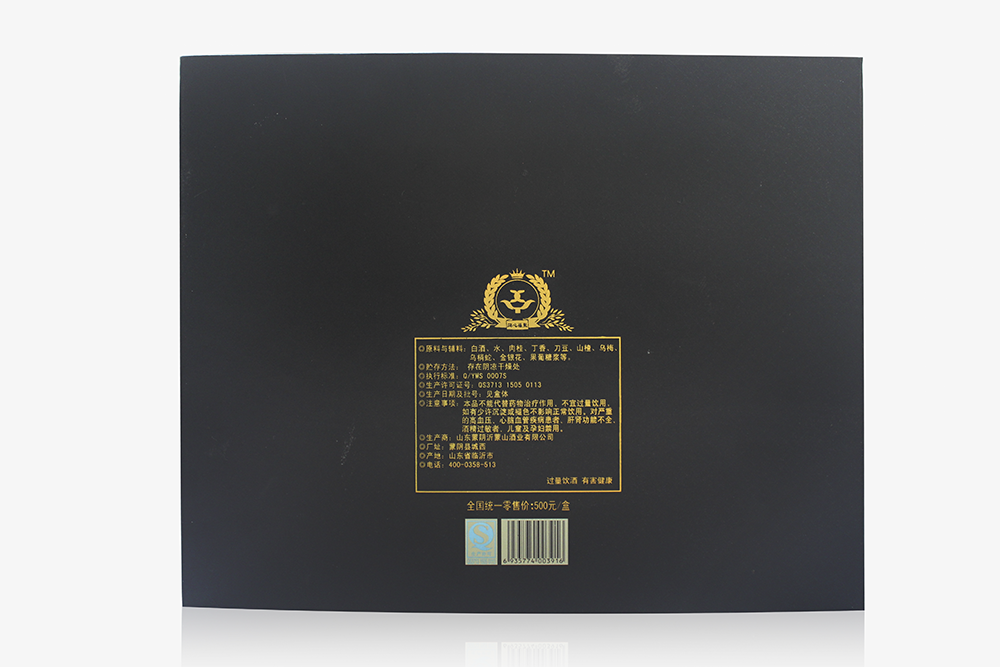 TM
◎原料与辅料：白酒、水、肉桂、丁香、刀豆、山楂、乌梅、
乌梢蛇、金银花、果葡糖浆等。
◎贮存方法：存在阴凉干燥处
◎执行标准：Q/YWS 0007S
◎生产许可证号：QS3713 1505 0113
◎生产日期及批号：见盒体
◎注意事项：本品不能代替药物治疗作用，不宜过量饮用，
如有少许沉淀或褪色不影响正常饮用。对严重
的高血压、心脑血管疾病患者、肝肾功能不全、
酒精过敏者、儿童及孕妇禁用。
◎生产商：山东蒙阴沂蒙山酒业有限公司
◎厂址：蒙阴县城西
◎产地：山东省临沂市
◎电话：400-0358-513
过量饮酒 有害健康
全国统一零售价:500元/盒
6 935774 003916